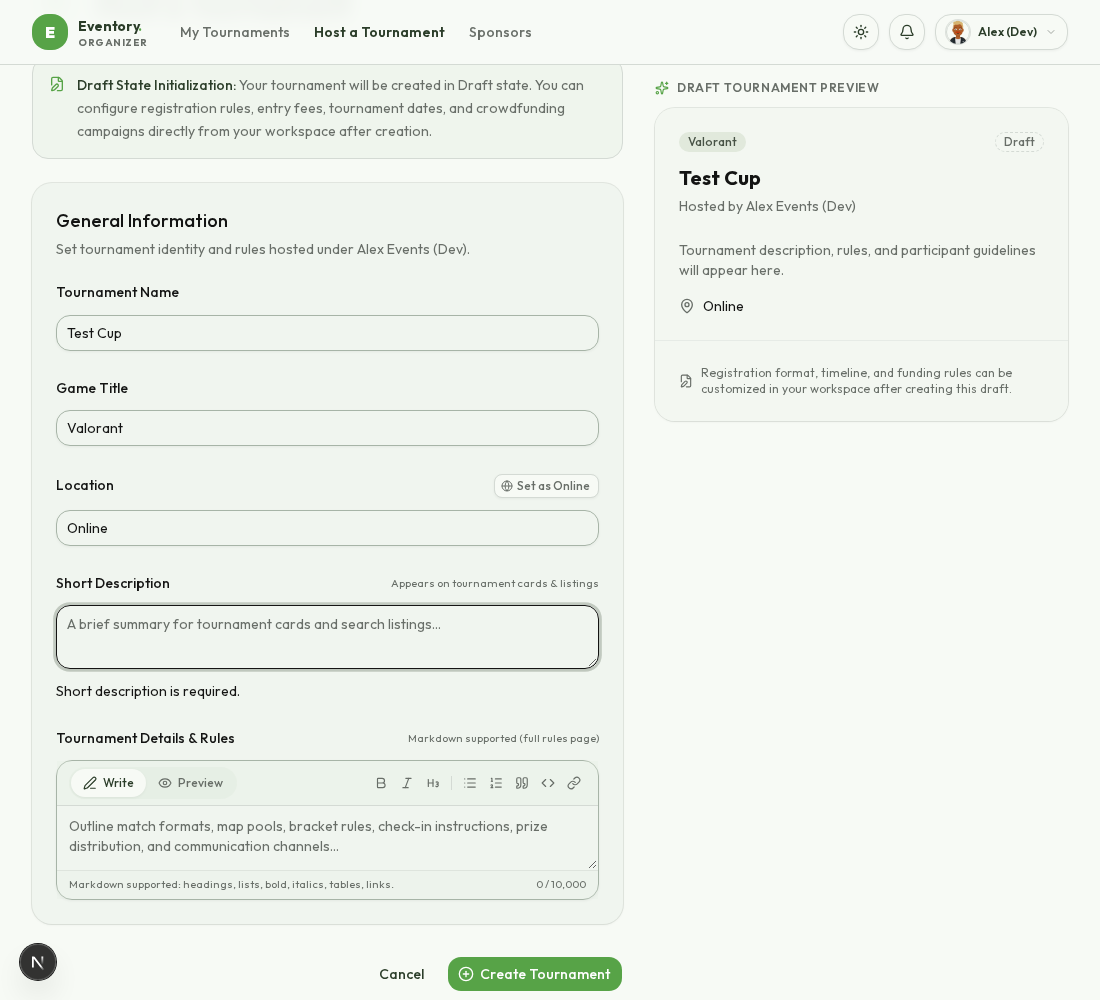 E
Eventory.
ORGANIZER
My Tournaments
Host a Tournament
Sponsors
Alex (Dev)
Draft State Initialization: Your tournament will be created in Draft state. You can
configure registration rules, entry fees, tournament dates, and crowdfunding
campaigns directly from your workspace after creation.
General Information
Set tournament identity and rules hosted under Alex Events (Dev).
Tournament Name
Test Cup
Game Title
Valorant
Location
Set as Online
Online
Short Description
Appears on tournament cards & listings
A brief summary for tournament cards and search listings...
Short description is required.
Tournament Details & Rules
Markdown supported (full rules page)
Write
Preview
H3
Outline match formats, map pools, bracket rules, check-in instructions, prize
distribution, and communication channels...
Markdown supported: headings, lists, bold, italics, tables, links.
0 / 10,000
Cancel
Create Tournament
N
DRAFT TOURNAMENT PREVIEW
Valorant
Draft
Test Cup
Hosted by Alex Events (Dev)
Tournament description, rules, and participant guidelines
will appear here.
Online
Registration format, timeline, and funding rules can be
customized in your workspace after creating this draft.